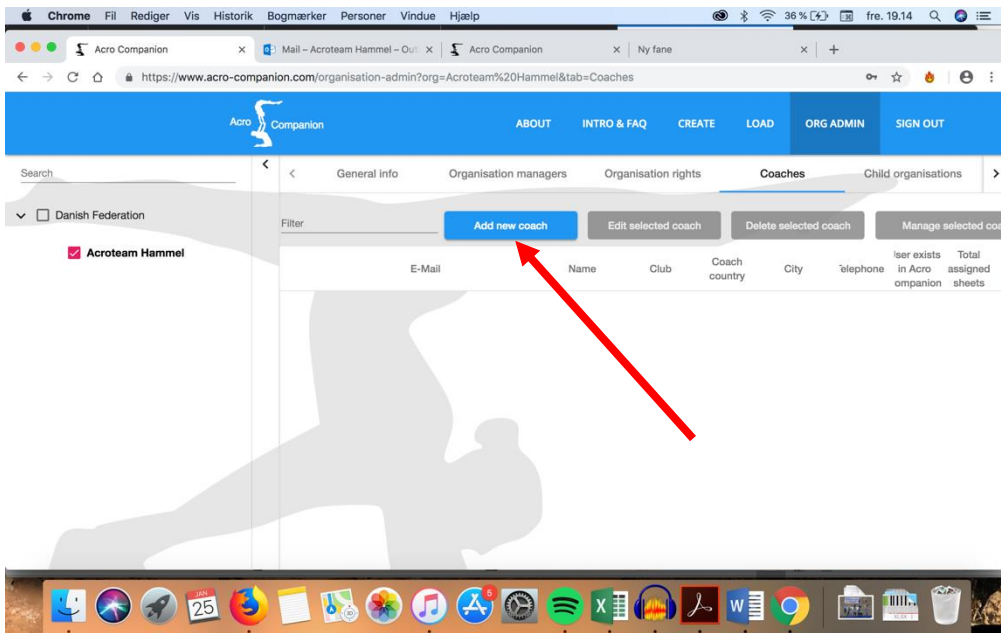 Chrome Fil Rediger Vis Historik Bogmærker Personer Vindue Hjælp 36 % fre. 19.14
Acro Companion × Mail – Acroteam Hammel – Out × Acro Companion × Ny fane × +
https://www.acro-companion.com/organisation-admin?org=Acroteam%20Hammel&tab=Coaches
Acro Companion ABOUT INTRO & FAQ CREATE LOAD ORG ADMIN SIGN OUT
Search
General info Organisation managers Organisation rights Coaches Child organisations
Danish Federation
Acroteam Hammel
Filter
Add new coach Edit selected coach Delete selected coach Manage selected coa
E-Mail Name Club Coach country City Telephone
ser exists in Acro ompanion
Total assigned sheets
5
JAN
25